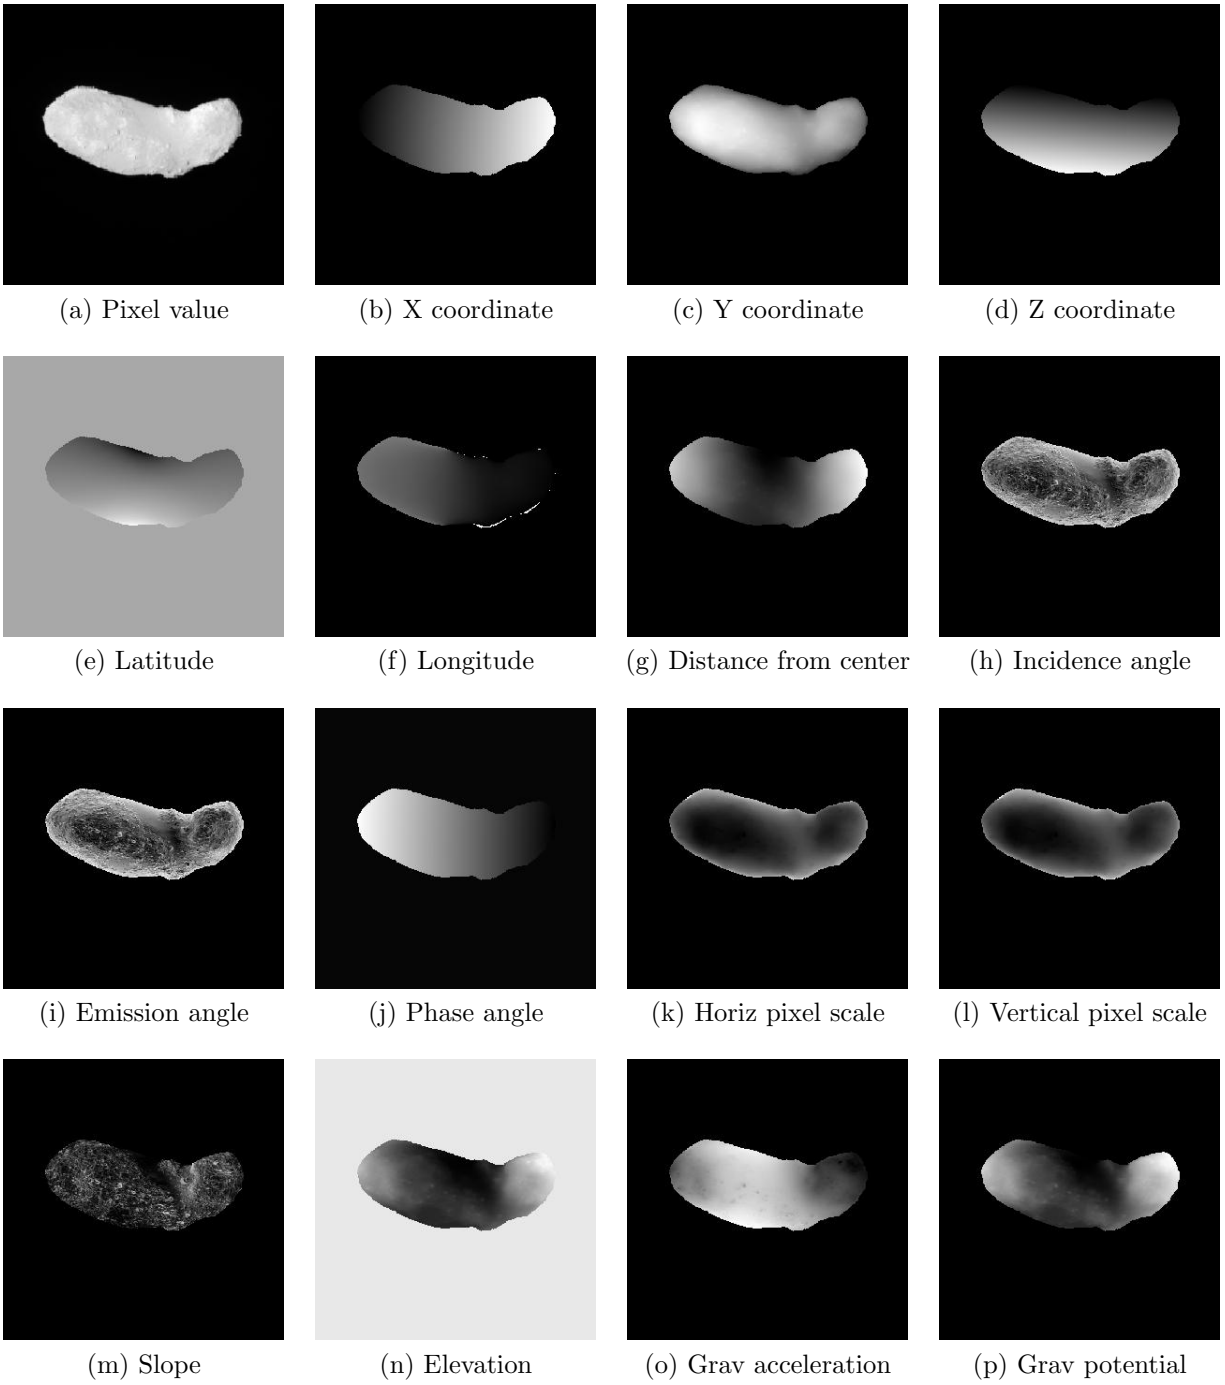 (a) Pixel value
(b) X coordinate
(c) Y coordinate
(d) Z coordinate
(e) Latitude
(f) Longitude
(g) Distance from center
(h) Incidence angle
(i) Emission angle
(j) Phase angle
(k) Horiz pixel scale
(l) Vertical pixel scale
(m) Slope
(n) Elevation
(o) Grav acceleration
(p) Grav potential